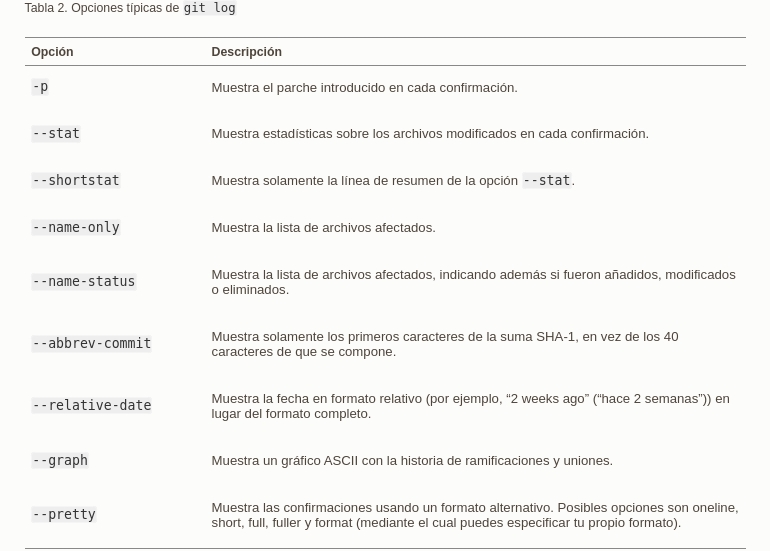 Tabla 2. Opciones típicas de git log
Opción Descripción
-p Muestra el parche introducido en cada confirmación.
--stat Muestra estadísticas sobre los archivos modificados en cada confirmación.
--shortstat Muestra solamente la línea de resumen de la opción --stat.
--name-only Muestra la lista de archivos afectados.
--name-status Muestra la lista de archivos afectados, indicando además si fueron añadidos, modificados
o eliminados.
--abbrev-commit Muestra solamente los primeros caracteres de la suma SHA-1, en vez de los 40
caracteres de que se compone.
--relative-date Muestra la fecha en formato relativo (por ejemplo, “2 weeks ago” (“hace 2 semanas”)) en
lugar del formato completo.
--graph Muestra un gráfico ASCII con la historia de ramificaciones y uniones.
--pretty Muestra las confirmaciones usando un formato alternativo. Posibles opciones son oneline,
short, full, fuller y format (mediante el cual puedes especificar tu propio formato).